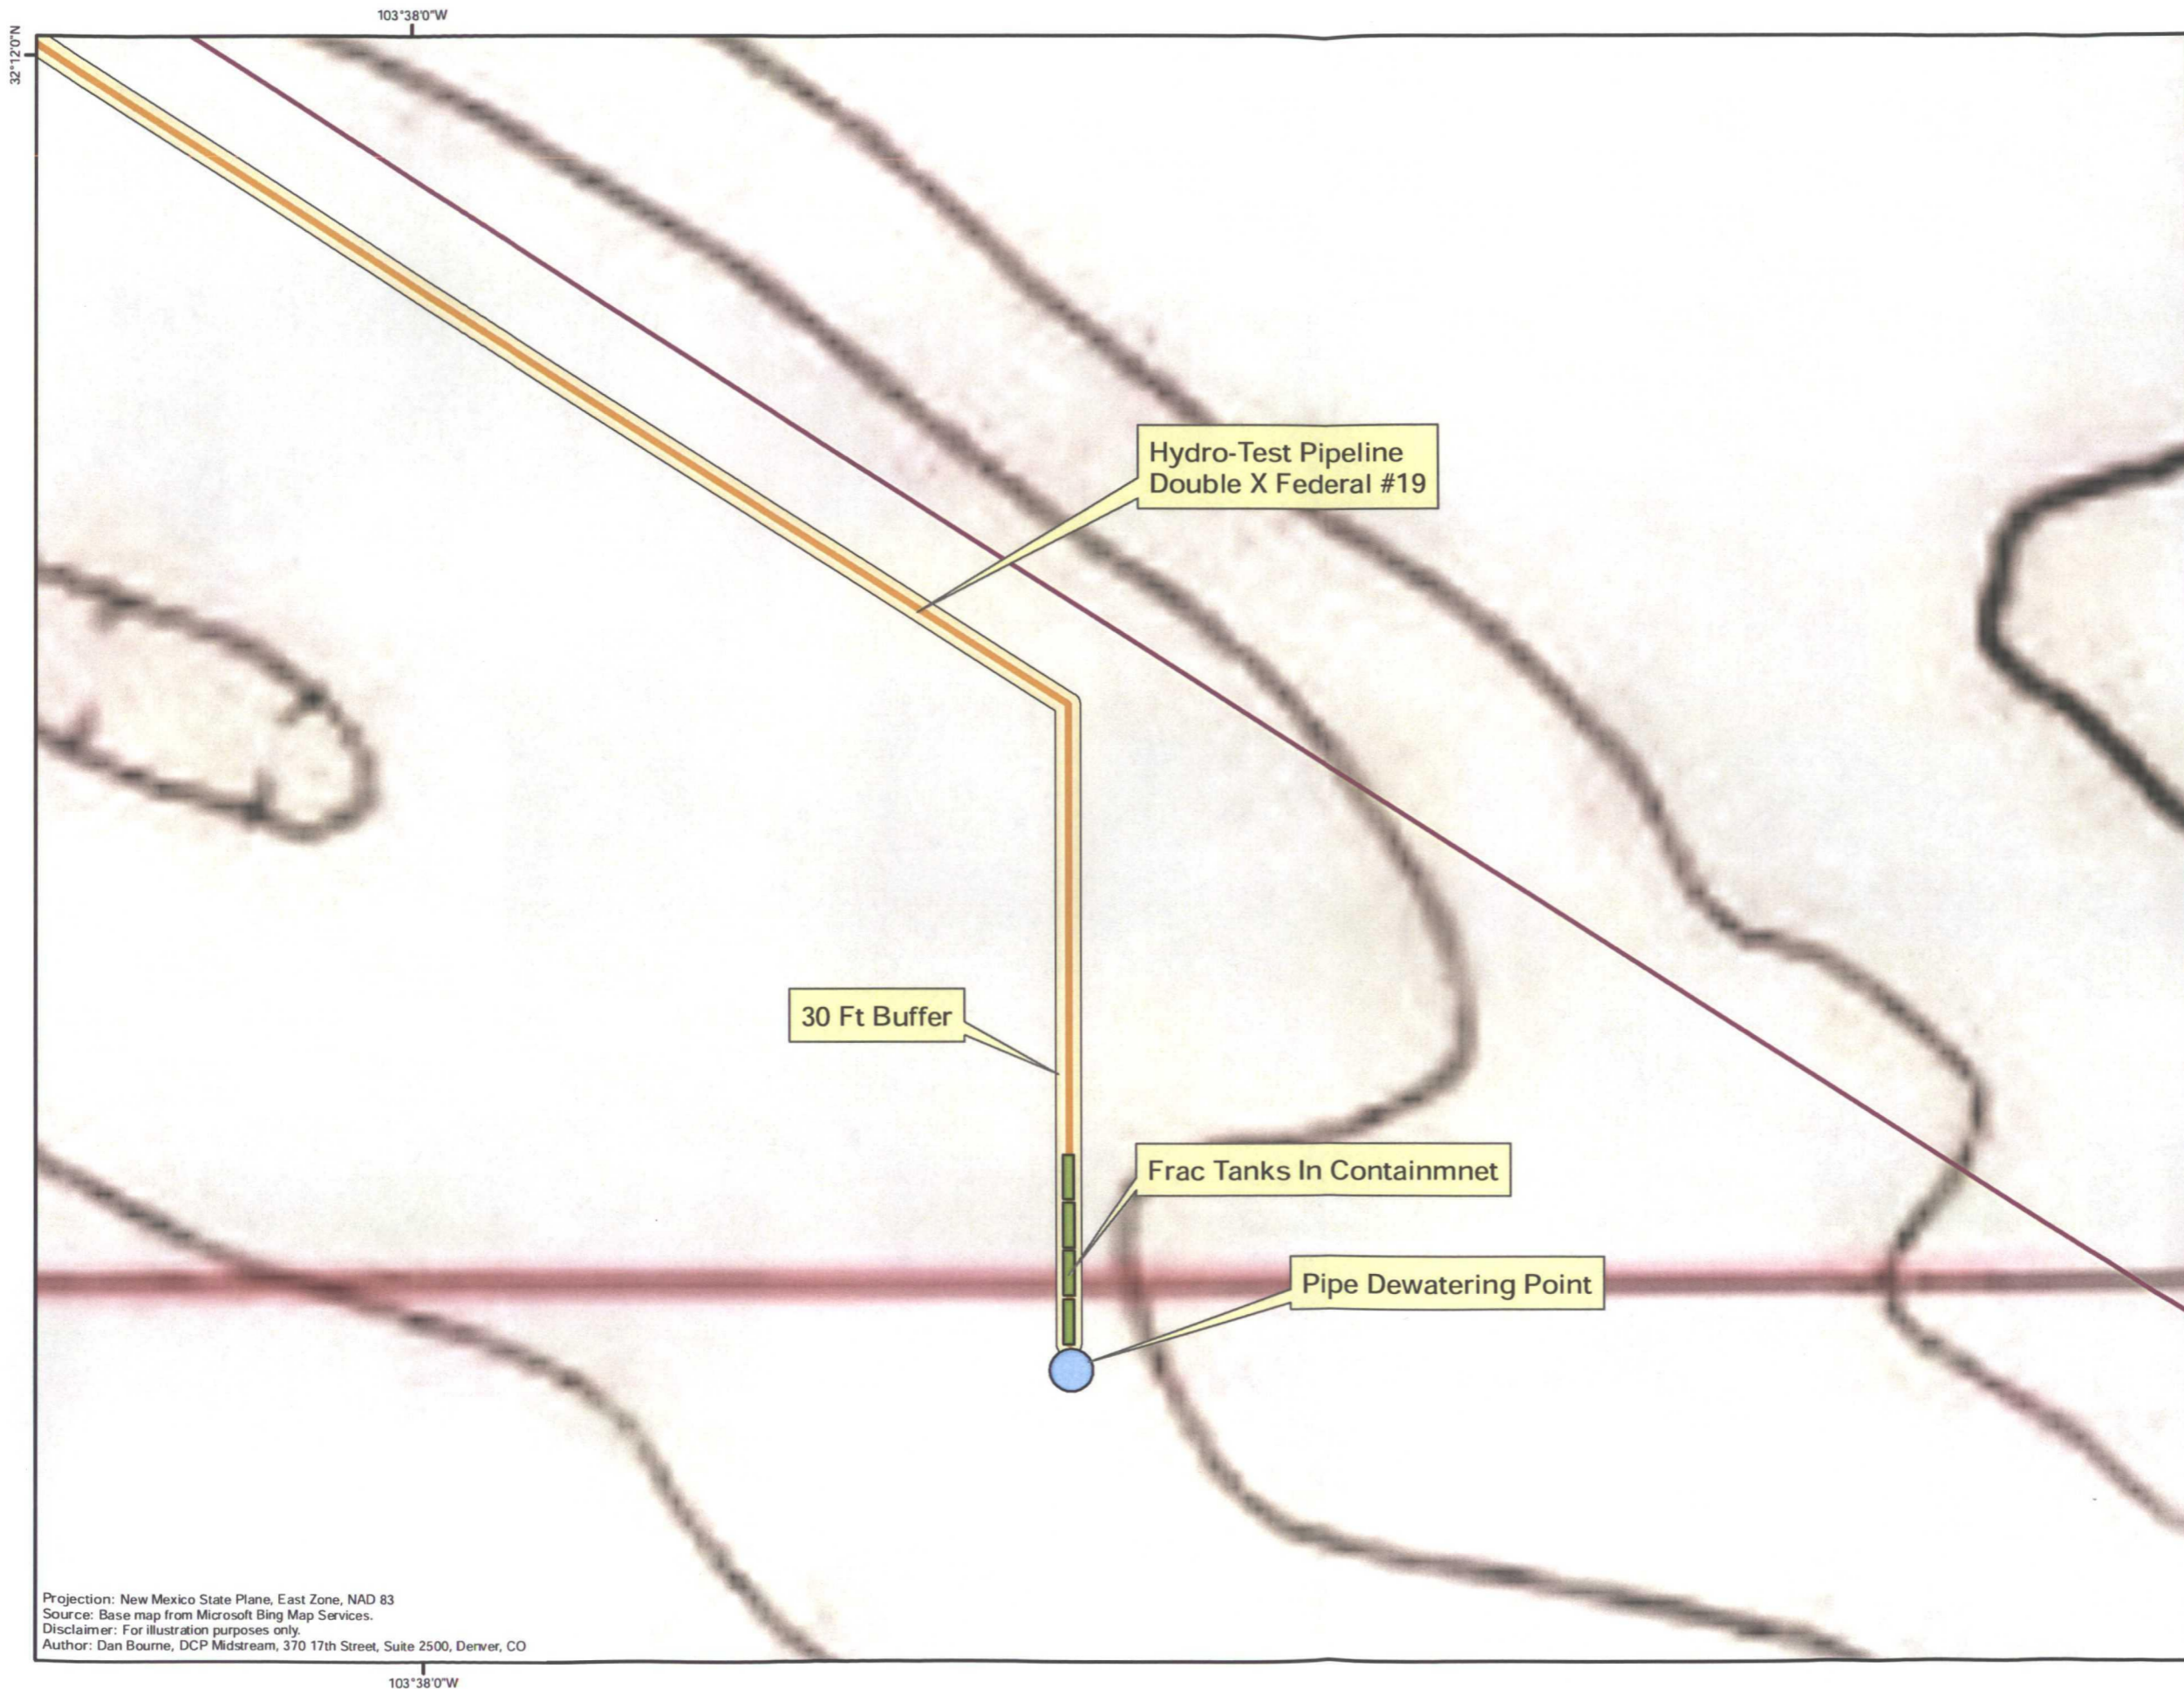 103°38'0"W
32°12'0"N
Hydro-Test Pipeline
Double X Federal #19
30 Ft Buffer
Frac Tanks In Containmnet
Pipe Dewatering Point
Projection: New Mexico State Plane, East Zone, NAD 83
Source: Base map from Microsoft Bing Map Services.
Disclaimer: For illustration purposes only.
Author: Dan Bourne, DCP Midstream, 370 17th Street, Suite 2500, Denver, CO
103°38'0"W